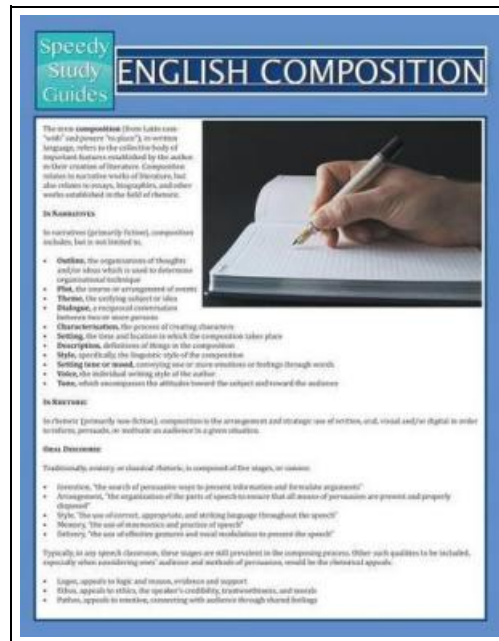 Speedy
Study
Guides
ENGLISH COMPOSITION
The term composition (from Latin com-
"with" and ponere "to place"), in written
language, refers to the collective body of
important features established by the author
in their creation of literature. Composition
relates to narrative works of literature, but
also relates to essays, biographies, and other
works established in the field of rhetoric.
IN NARRATIVES
In narratives (primarily fiction), composition
includes, but is not limited to,
• Outline, the organizations of thoughts
and/or ideas which is used to determine
organizational technique
• Plot, the course or arrangement of events
• Theme, the unifying subject or idea
• Dialogue, a reciprocal conversation
between two or more persons
• Characterisation, the process of creating characters
• Setting, the time and location in which the composition takes place
• Description, definitions of things in the composition
• Style, specifically, the linguistic style of the composition
• Setting tone or mood, conveying one or more emotions or feelings through words
• Voice, the individual writing style of the author
• Tone, which encompasses the attitudes toward the subject and toward the audience
IN RHETORIC
In rhetoric (primarily non-fiction), composition is the arrangement and strategic use of written, oral, visual and/or digital in order
to inform, persuade, or motivate an audience in a given situation.
ORAL DISCOURSE
Traditionally, oratory or classical rhetoric, is composed of five stages, or canons:
• Invention, "the search of persuasive ways to present information and formulate arguments"
• Arrangement, "the organization of the parts of speech to ensure that all means of persuasion are present and properly
disposed"
• Style, "the use of correct, appropriate, and striking language throughout the speech"
• Memory, "the use of mnemonics and practice of speech"
• Delivery, "the use of effective gestures and vocal modulation to present the speech"
Typically, in any speech classroom, these stages are still prevalent in the composing process. Other such qualities to be included,
especially when considering ones' audience and methods of persuasion, would be the rhetorical appeals:
• Logos, appeals to logic and reason, evidence and support
• Ethos, appeals to ethics, the speaker's credibility, trustworthiness, and morals
• Pathos, appeals to emotion, connecting with audience through shared feelings